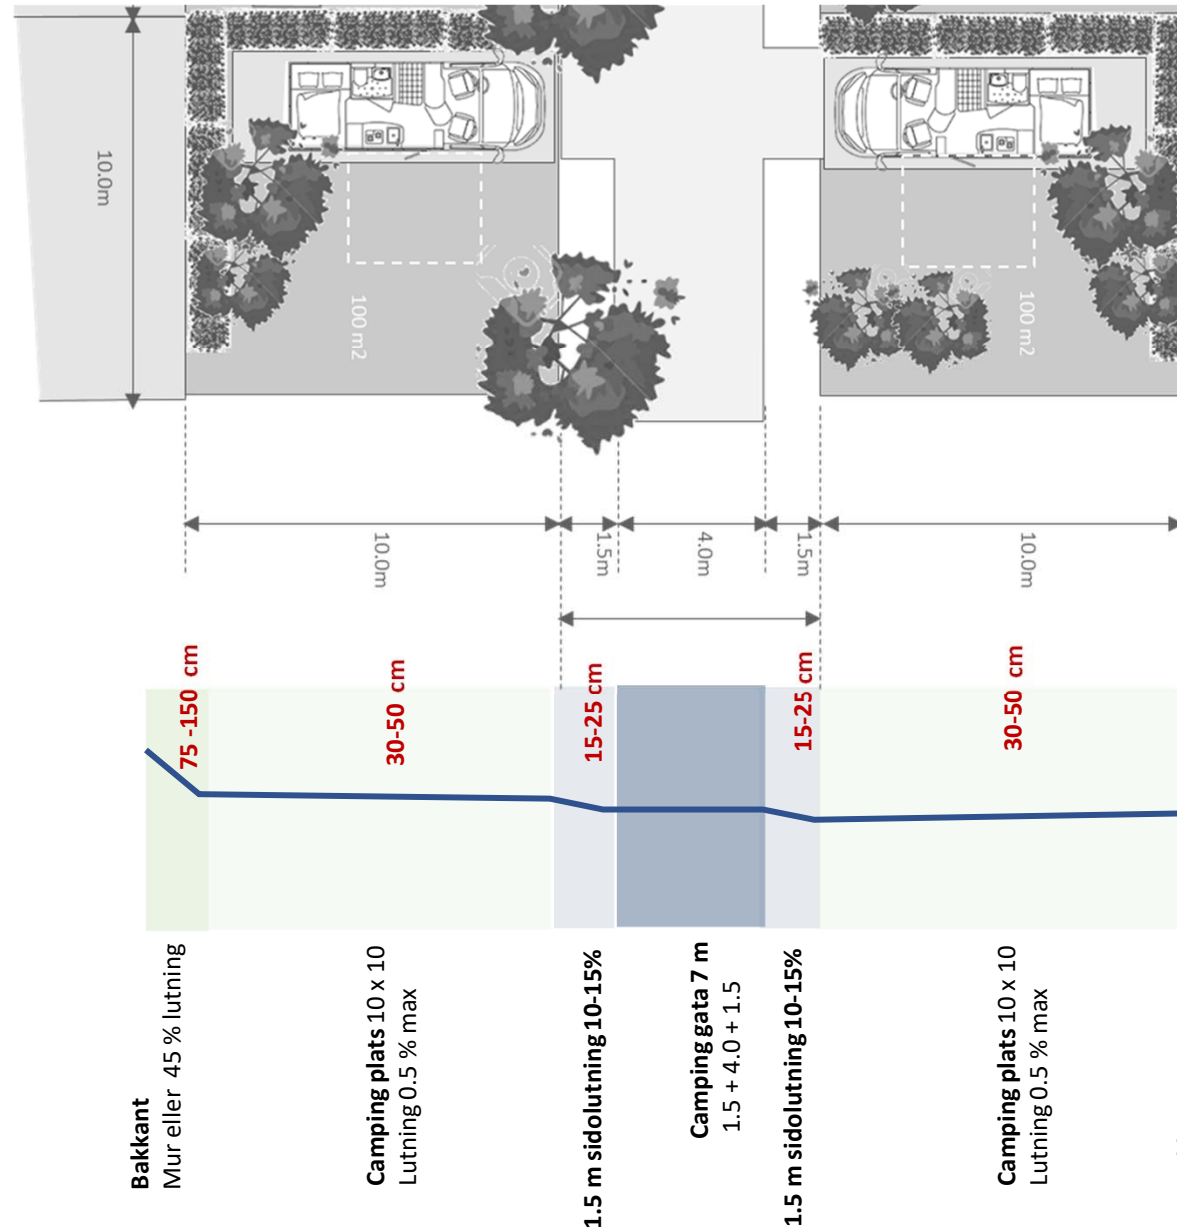 10.0m
100 m2
100 m2
10.0m
1.5m
4.0m
1.5m
10.0m
75 -150 cm
30-50 cm
15-25 cm
15-25 cm
30-50 cm
Bakkant
Mur eller 45 % lutning
Camping plats 10 x 10
Lutning 0.5 % max
1.5 m sidolutning 10-15%
Camping gata 7 m
1.5 + 4.0 + 1.5
1.5 m sidolutning 10-15%
Camping plats 10 x 10
Lutning 0.5 % max